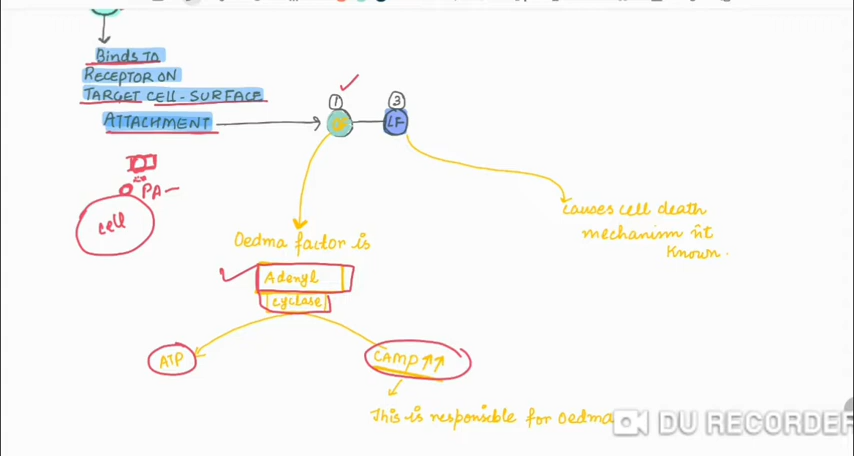 Binds to
RECEPTOR ON
TARGET CELL-SURFACE
ATTACHMENT
①
③
LF
PA
cell
Oedma factor is
Adenyl
cyclase
ATP
CAMP↑↑
This is responsible for Oedma
causes cell death
mechanism n̄t
Known.
DU RECORDER